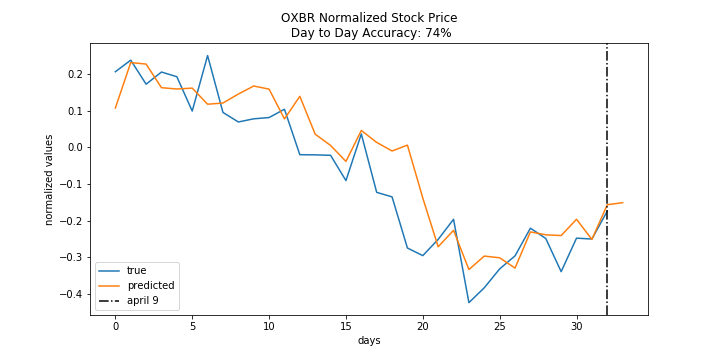 OXBR Normalized Stock Price
Day to Day Accuracy: 74%
normalized values
0.2
0.1
0.0
−0.1
−0.2
−0.3
−0.4
true
predicted
april 9
0 5 10 15 20 25 30
days